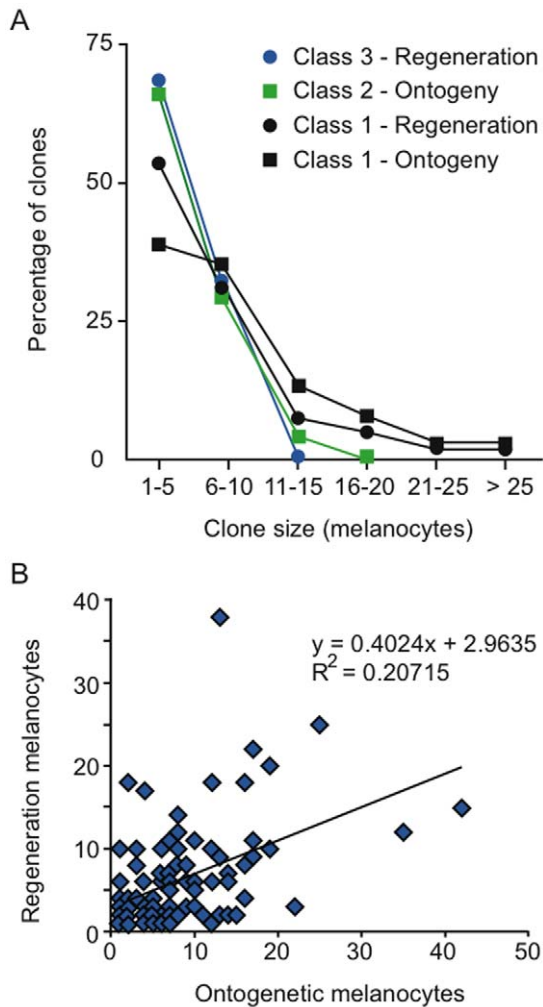 A
75
50
25
0
Percentage of clones
Class 3 - Regeneration
Class 2 - Ontogeny
Class 1 - Regeneration
Class 1 - Ontogeny
1-5 6-10 11-15 16-20 21-25 > 25
Clone size (melanocytes)
B
40
30
20
10
0
Regeneration melanocytes
y = 0.4024x + 2.9635
R² = 0.20715
0 10 20 30 40 50
Ontogenetic melanocytes